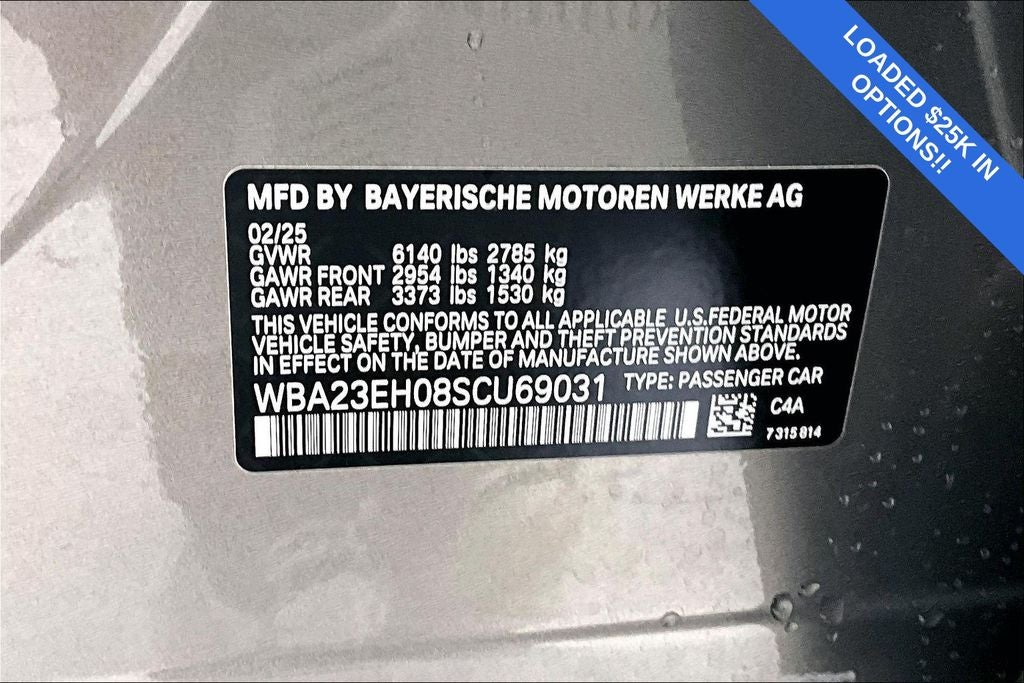 LOADED $25K IN
OPTIONS!!
MFD BY BAYERISCHE MOTOREN WERKE AG
02/25
GVWR 6140 lbs 2785 kg
GAWR FRONT 2954 lbs 1340 kg
GAWR REAR 3373 lbs 1530 kg
THIS VEHICLE CONFORMS TO ALL APPLICABLE U.S.FEDERAL MOTOR
VEHICLE SAFETY, BUMPER AND THEFT PREVENTION STANDARDS
IN EFFECT ON THE DATE OF MANUFACTURE SHOWN ABOVE.
WBA23EH08SCU69031 TYPE: PASSENGER CAR
C4A
7315814